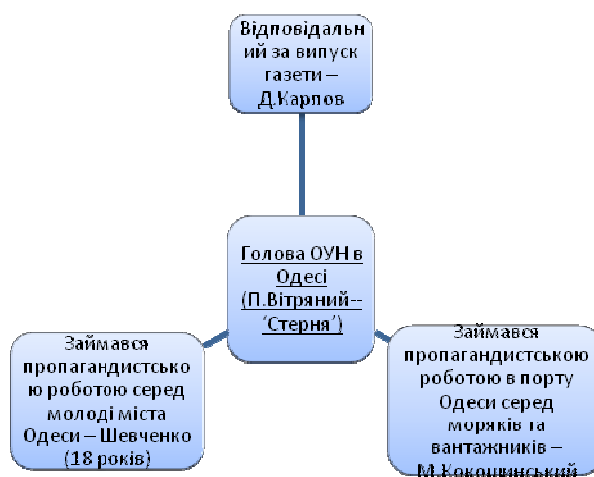 Відповідальн
ий за випуск
газети –
Д.Карпов
Голова ОУН в
Одесі
(П.Вітряний--
‘Стерня’)
Займався
пропагандистсько
ю роботою серед
молоді міста
Одеси – Шевченко
(18 років)
Займався
пропагандистською
роботою в порту
Одеси серед
моряків та
вантажників –
М.Кокошинський